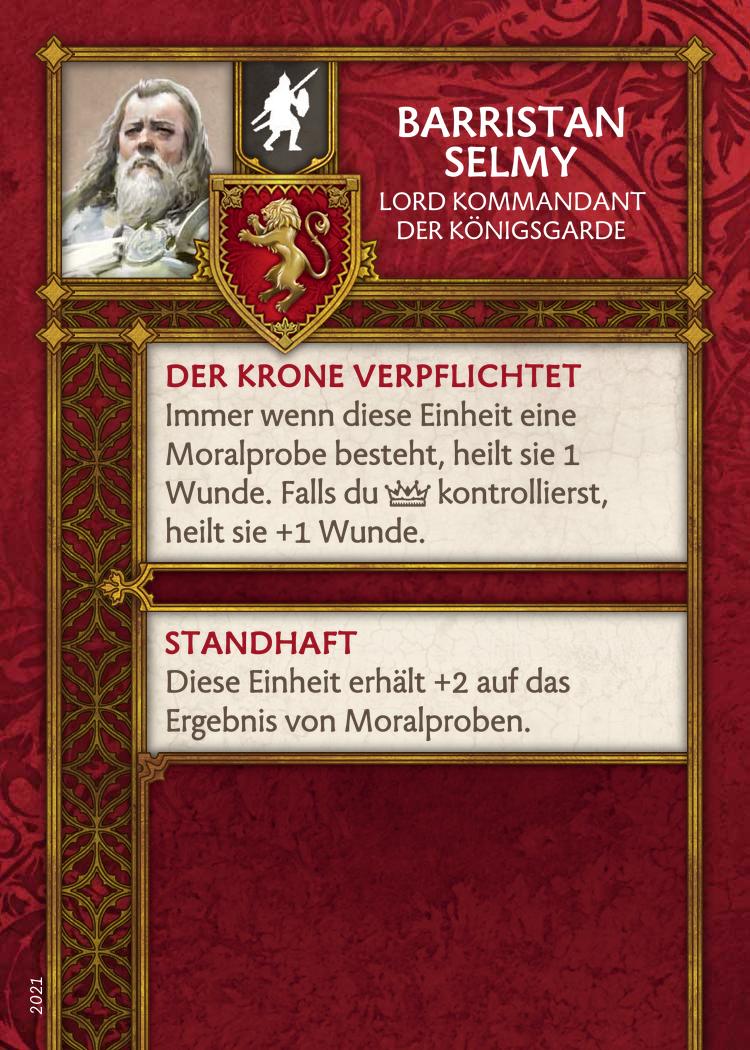 BARRISTAN
SELMY
LORD KOMMANDANT
DER KÖNIGSGARDE
DER KRONE VERPFLICHTET
Immer wenn diese Einheit eine
Moralprobe besteht, heilt sie 1
Wunde. Falls du kontrollierst,
heilt sie +1 Wunde.
STANDHAFT
Diese Einheit erhält +2 auf das
Ergebnis von Moralproben.
2021